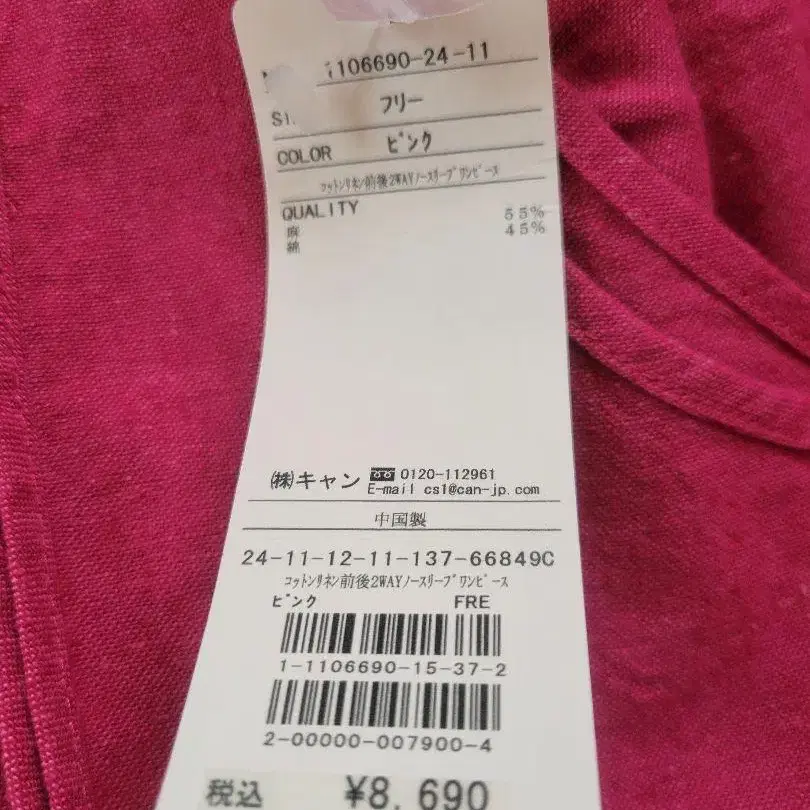 1106690-24-11
フリー
COLOR ピンク
コットンリネン前後2WAYノースリーブワンピース
QUALITY
麻 55%
綿 45%
㈱キャン 0120-112961
E-mail cs1@can-jp.com
中国製
24-11-12-11-137-66849C
コットンリネン前後2WAYノースリーブワンピース
ピンク FRE
1-1106690-15-37-2
2-00000-007900-4
税込 ¥8,690